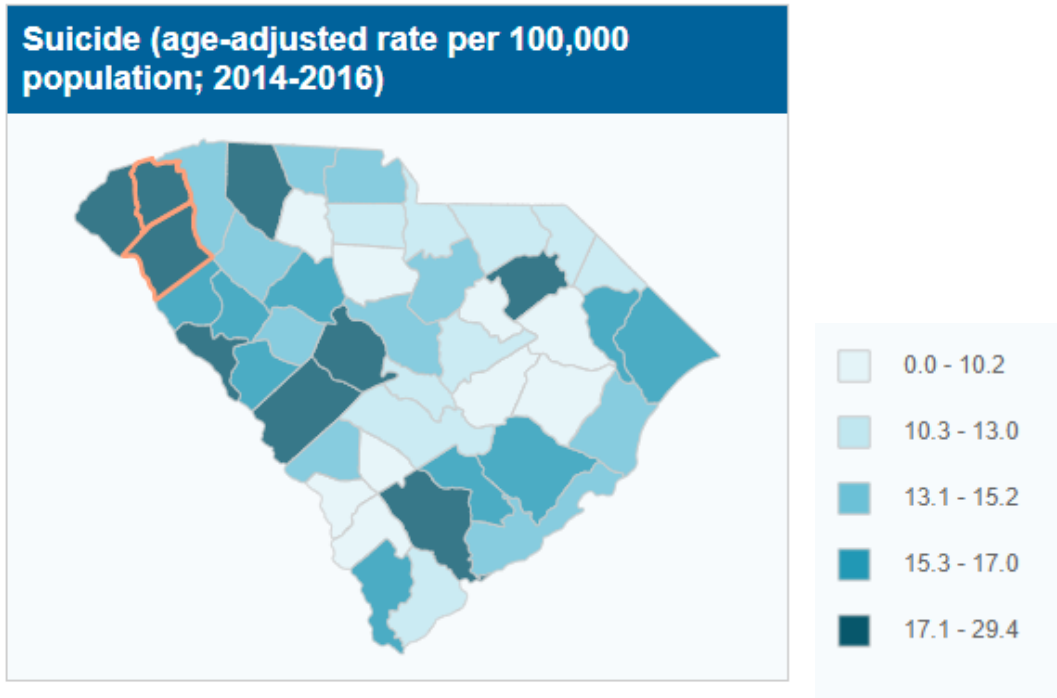 Suicide (age-adjusted rate per 100,000
population; 2014-2016)
0.0 - 10.2
10.3 - 13.0
13.1 - 15.2
15.3 - 17.0
17.1 - 29.4